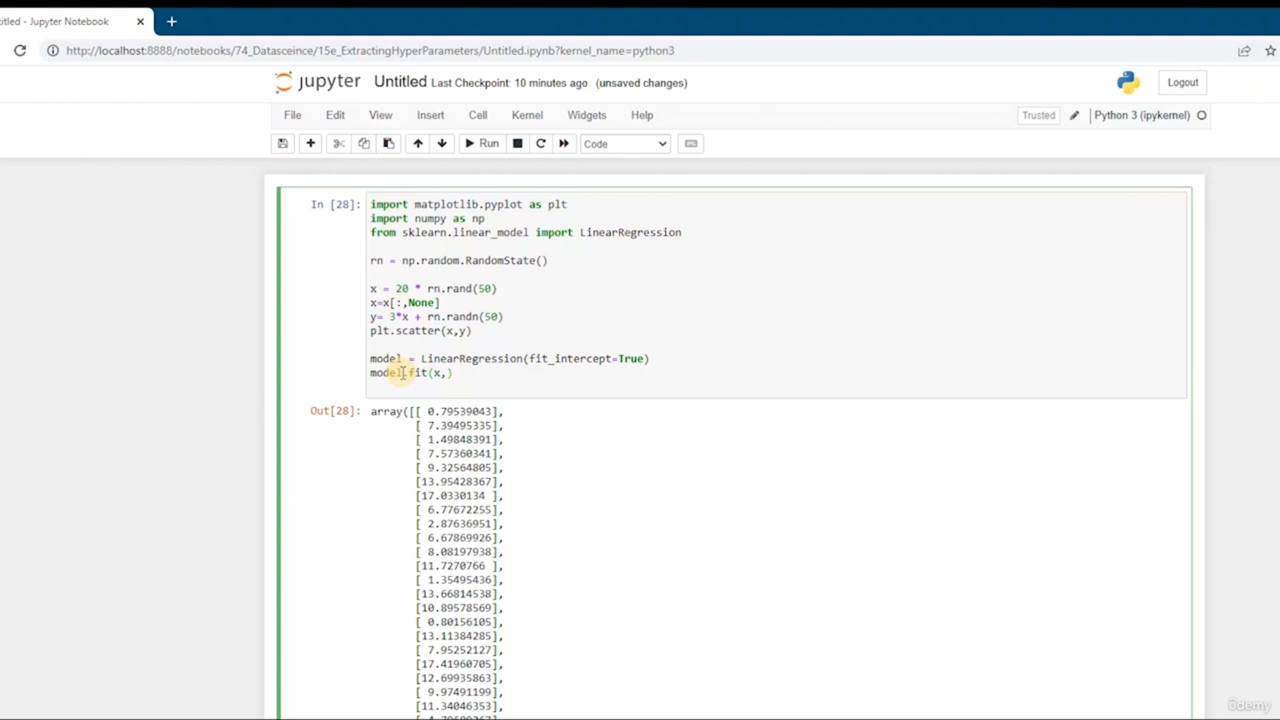 titled - Jupyter Notebook
http://localhost:8888/notebooks/74_Datasceince/15e_ExtractingHyperParameters/Untitled.ipynb?kernel_name=python3
jupyter Untitled Last Checkpoint: 10 minutes ago (unsaved changes)
Logout
File Edit View Insert Cell Kernel Widgets Help
Trusted
Python 3 (ipykernel)
Run
Code
In [28]:
import matplotlib.pyplot as plt
import numpy as np
from sklearn.linear_model import LinearRegression
rn = np.random.RandomState()
x = 20 * rn.rand(50)
x=x[:,None]
y= 3*x + rn.randn(50)
plt.scatter(x,y)
model = LinearRegression(fit_intercept=True)
model.fit(x,)
Out[28]:
array([[ 0.79539043],
[ 7.39495335],
[ 1.49848391],
[ 7.57360341],
[ 9.32564805],
[13.95428367],
[17.0330134 ],
[ 6.77672255],
[ 2.87636951],
[ 6.67869926],
[ 8.08197938],
[11.7270766 ],
[ 1.35495436],
[13.66814538],
[10.89578569],
[ 0.80156105],
[13.11384285],
[ 7.95252127],
[17.41960705],
[12.69935863],
[ 9.97491199],
[11.34046353],
ûdemy